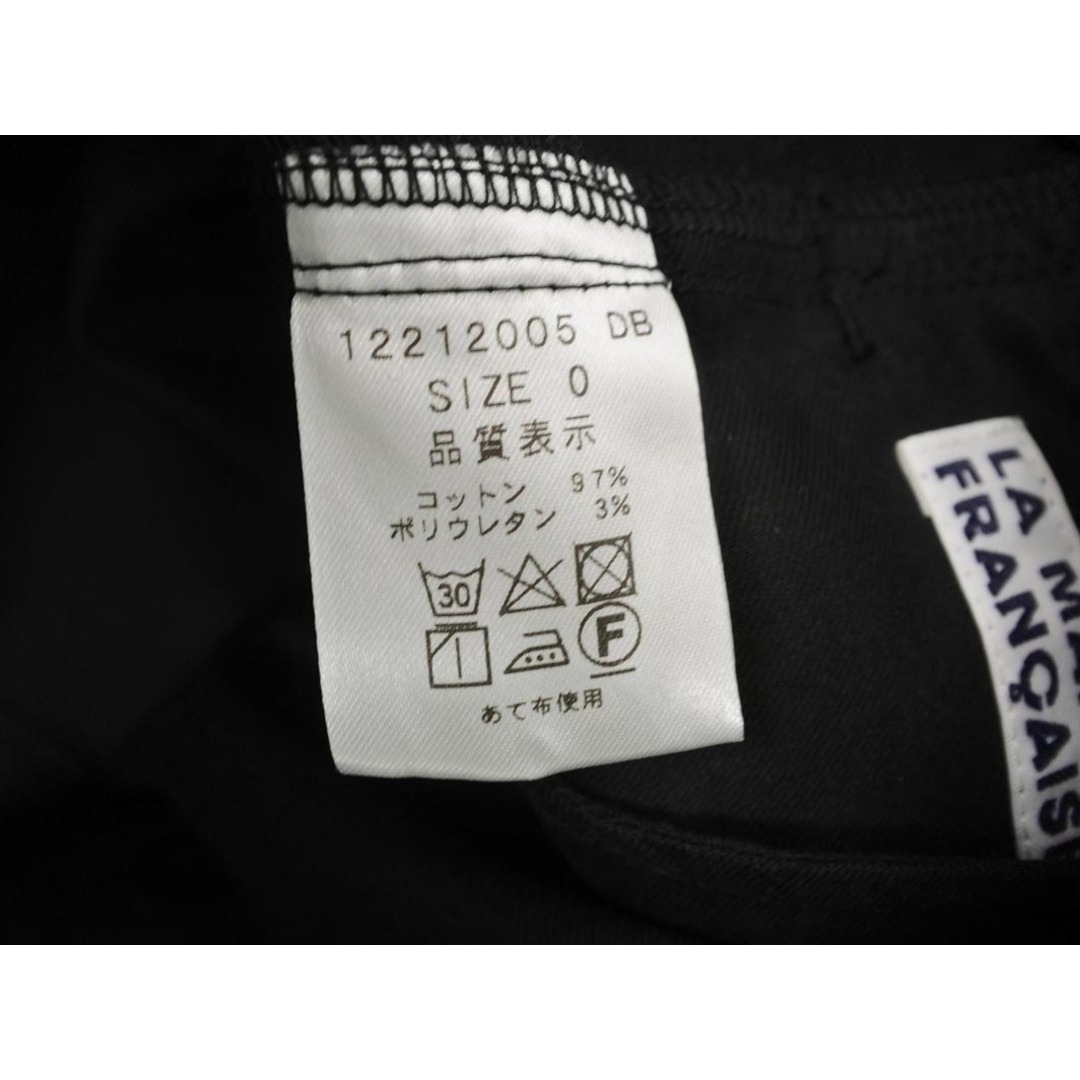 12212005 DB
SIZE 0
品質表示
コットン 97%
ポリウレタン 3%
30
F
あて布使用
LA
FRANÇAIS